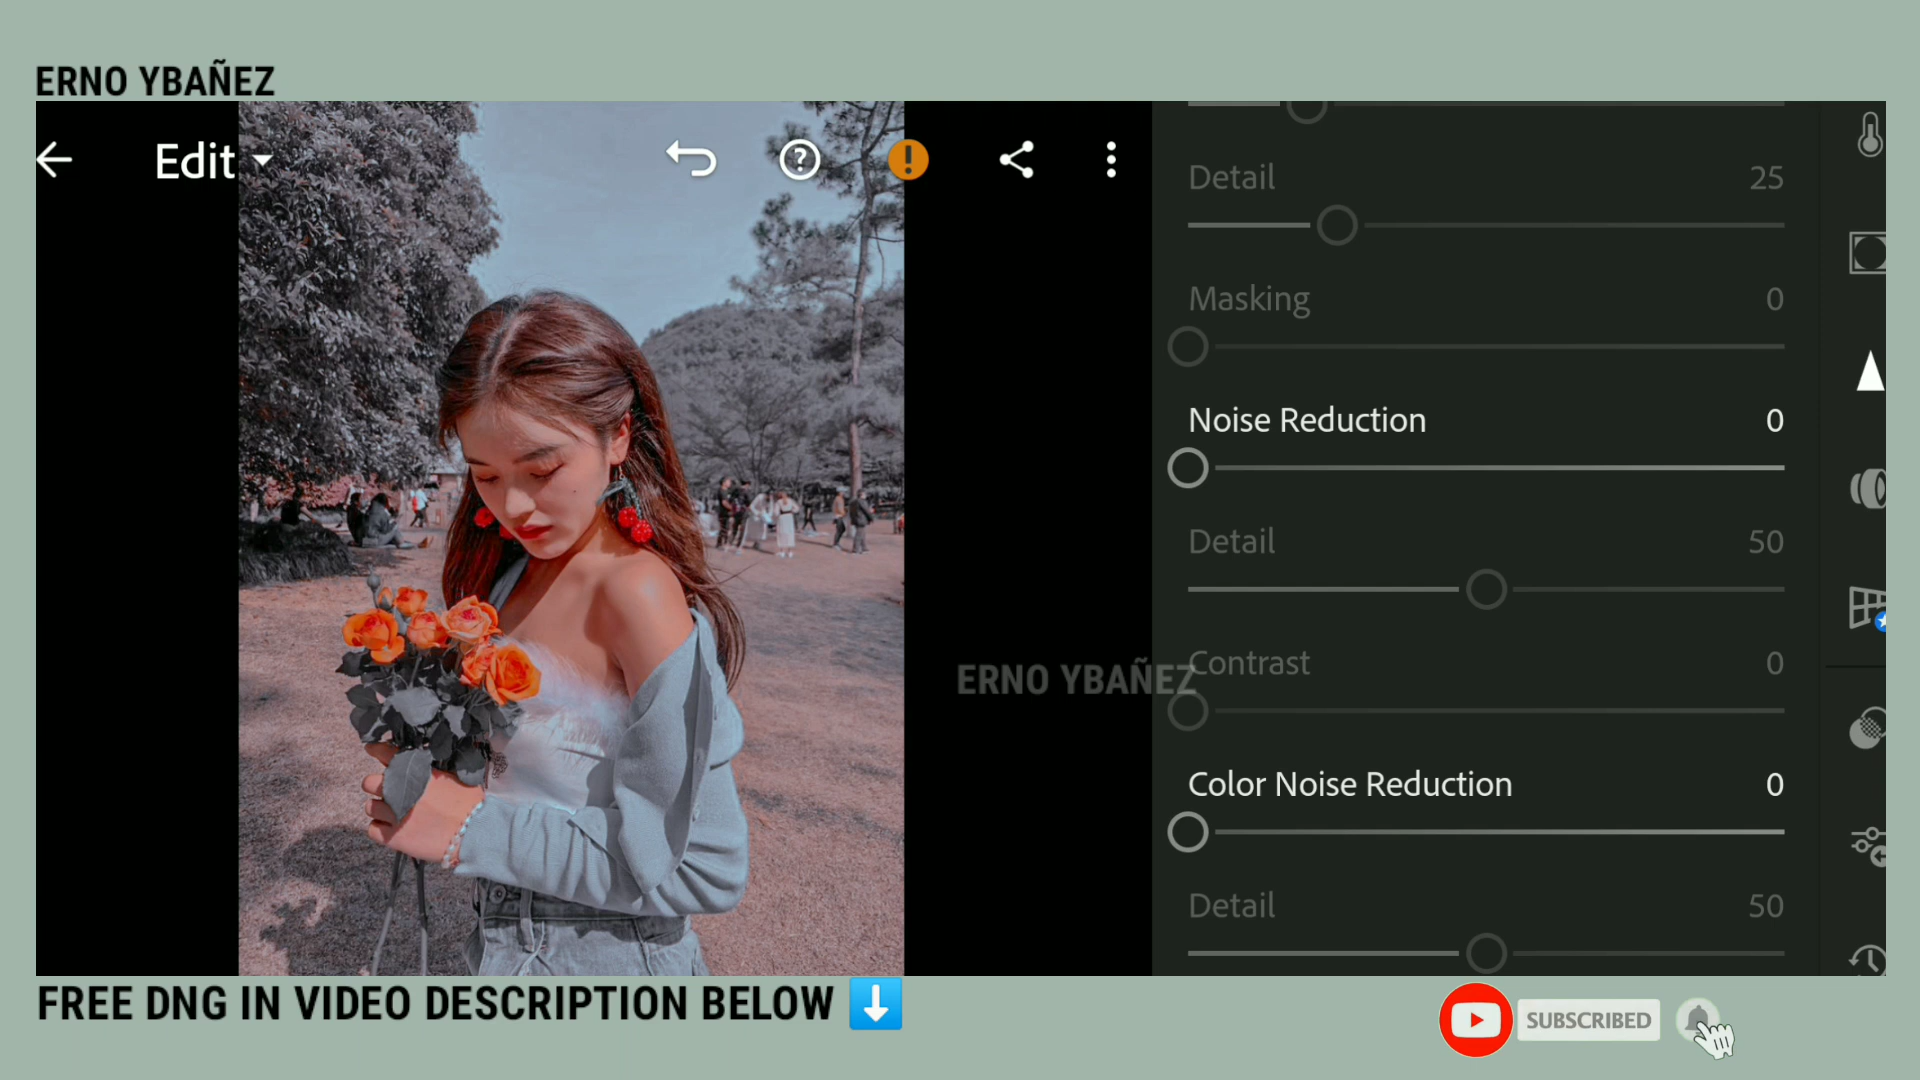 ERNO YBAÑEZ
Edit
Detail 25
Masking 0
Noise Reduction 0
Detail 50
Contrast 0
ERNO YBAÑEZ
Color Noise Reduction 0
Detail 50
FREE DNG IN VIDEO DESCRIPTION BELOW
SUBSCRIBED